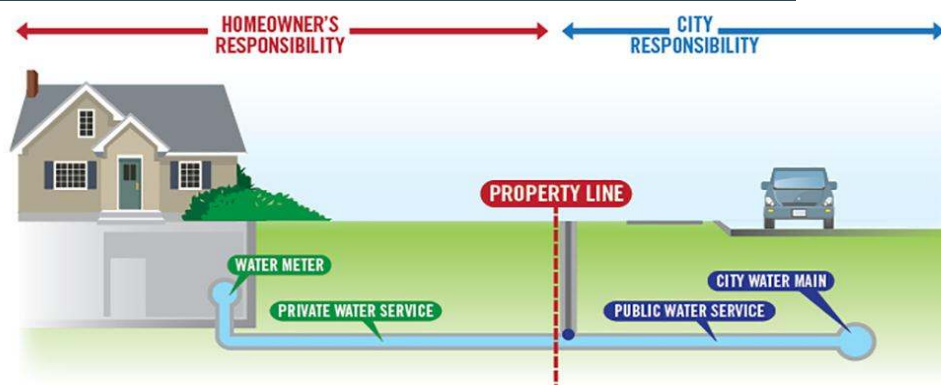 HOMEOWNER'S
RESPONSIBILITY
CITY
RESPONSIBILITY
PROPERTY LINE
WATER METER
CITY WATER MAIN
PRIVATE WATER SERVICE
PUBLIC WATER SERVICE